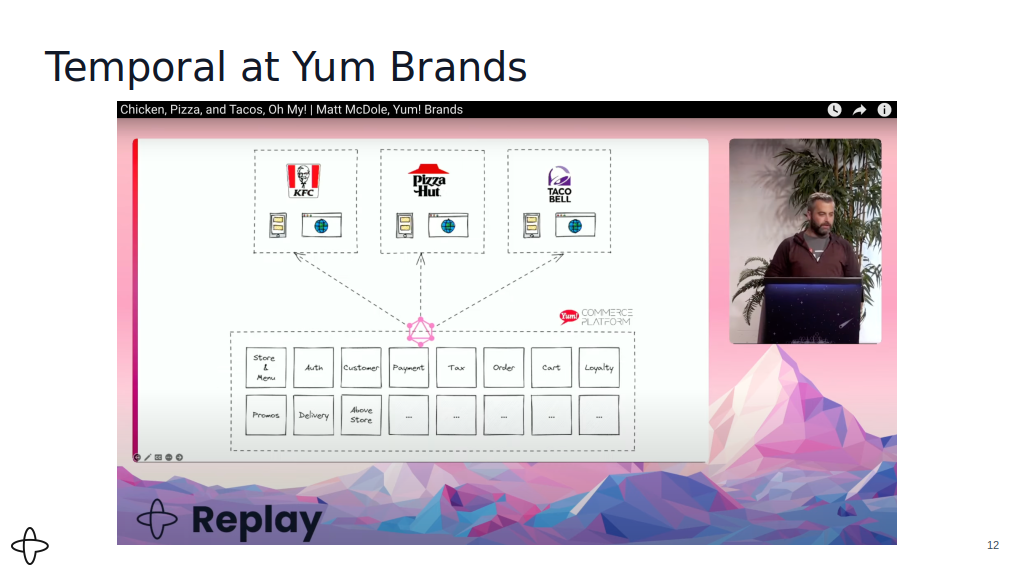 Temporal at Yum Brands
Chicken, Pizza, and Tacos, Oh My! | Matt McDole, Yum! Brands
KFC
Pizza
Hut
TACO
BELL
Yum!
COMMERCE
PLATFORM
Store
&
Menu
Auth
Customer
Payment
Tax
Order
Cart
Loyalty
Promos
Delivery
Above
Store
...
...
...
...
...
Replay
12